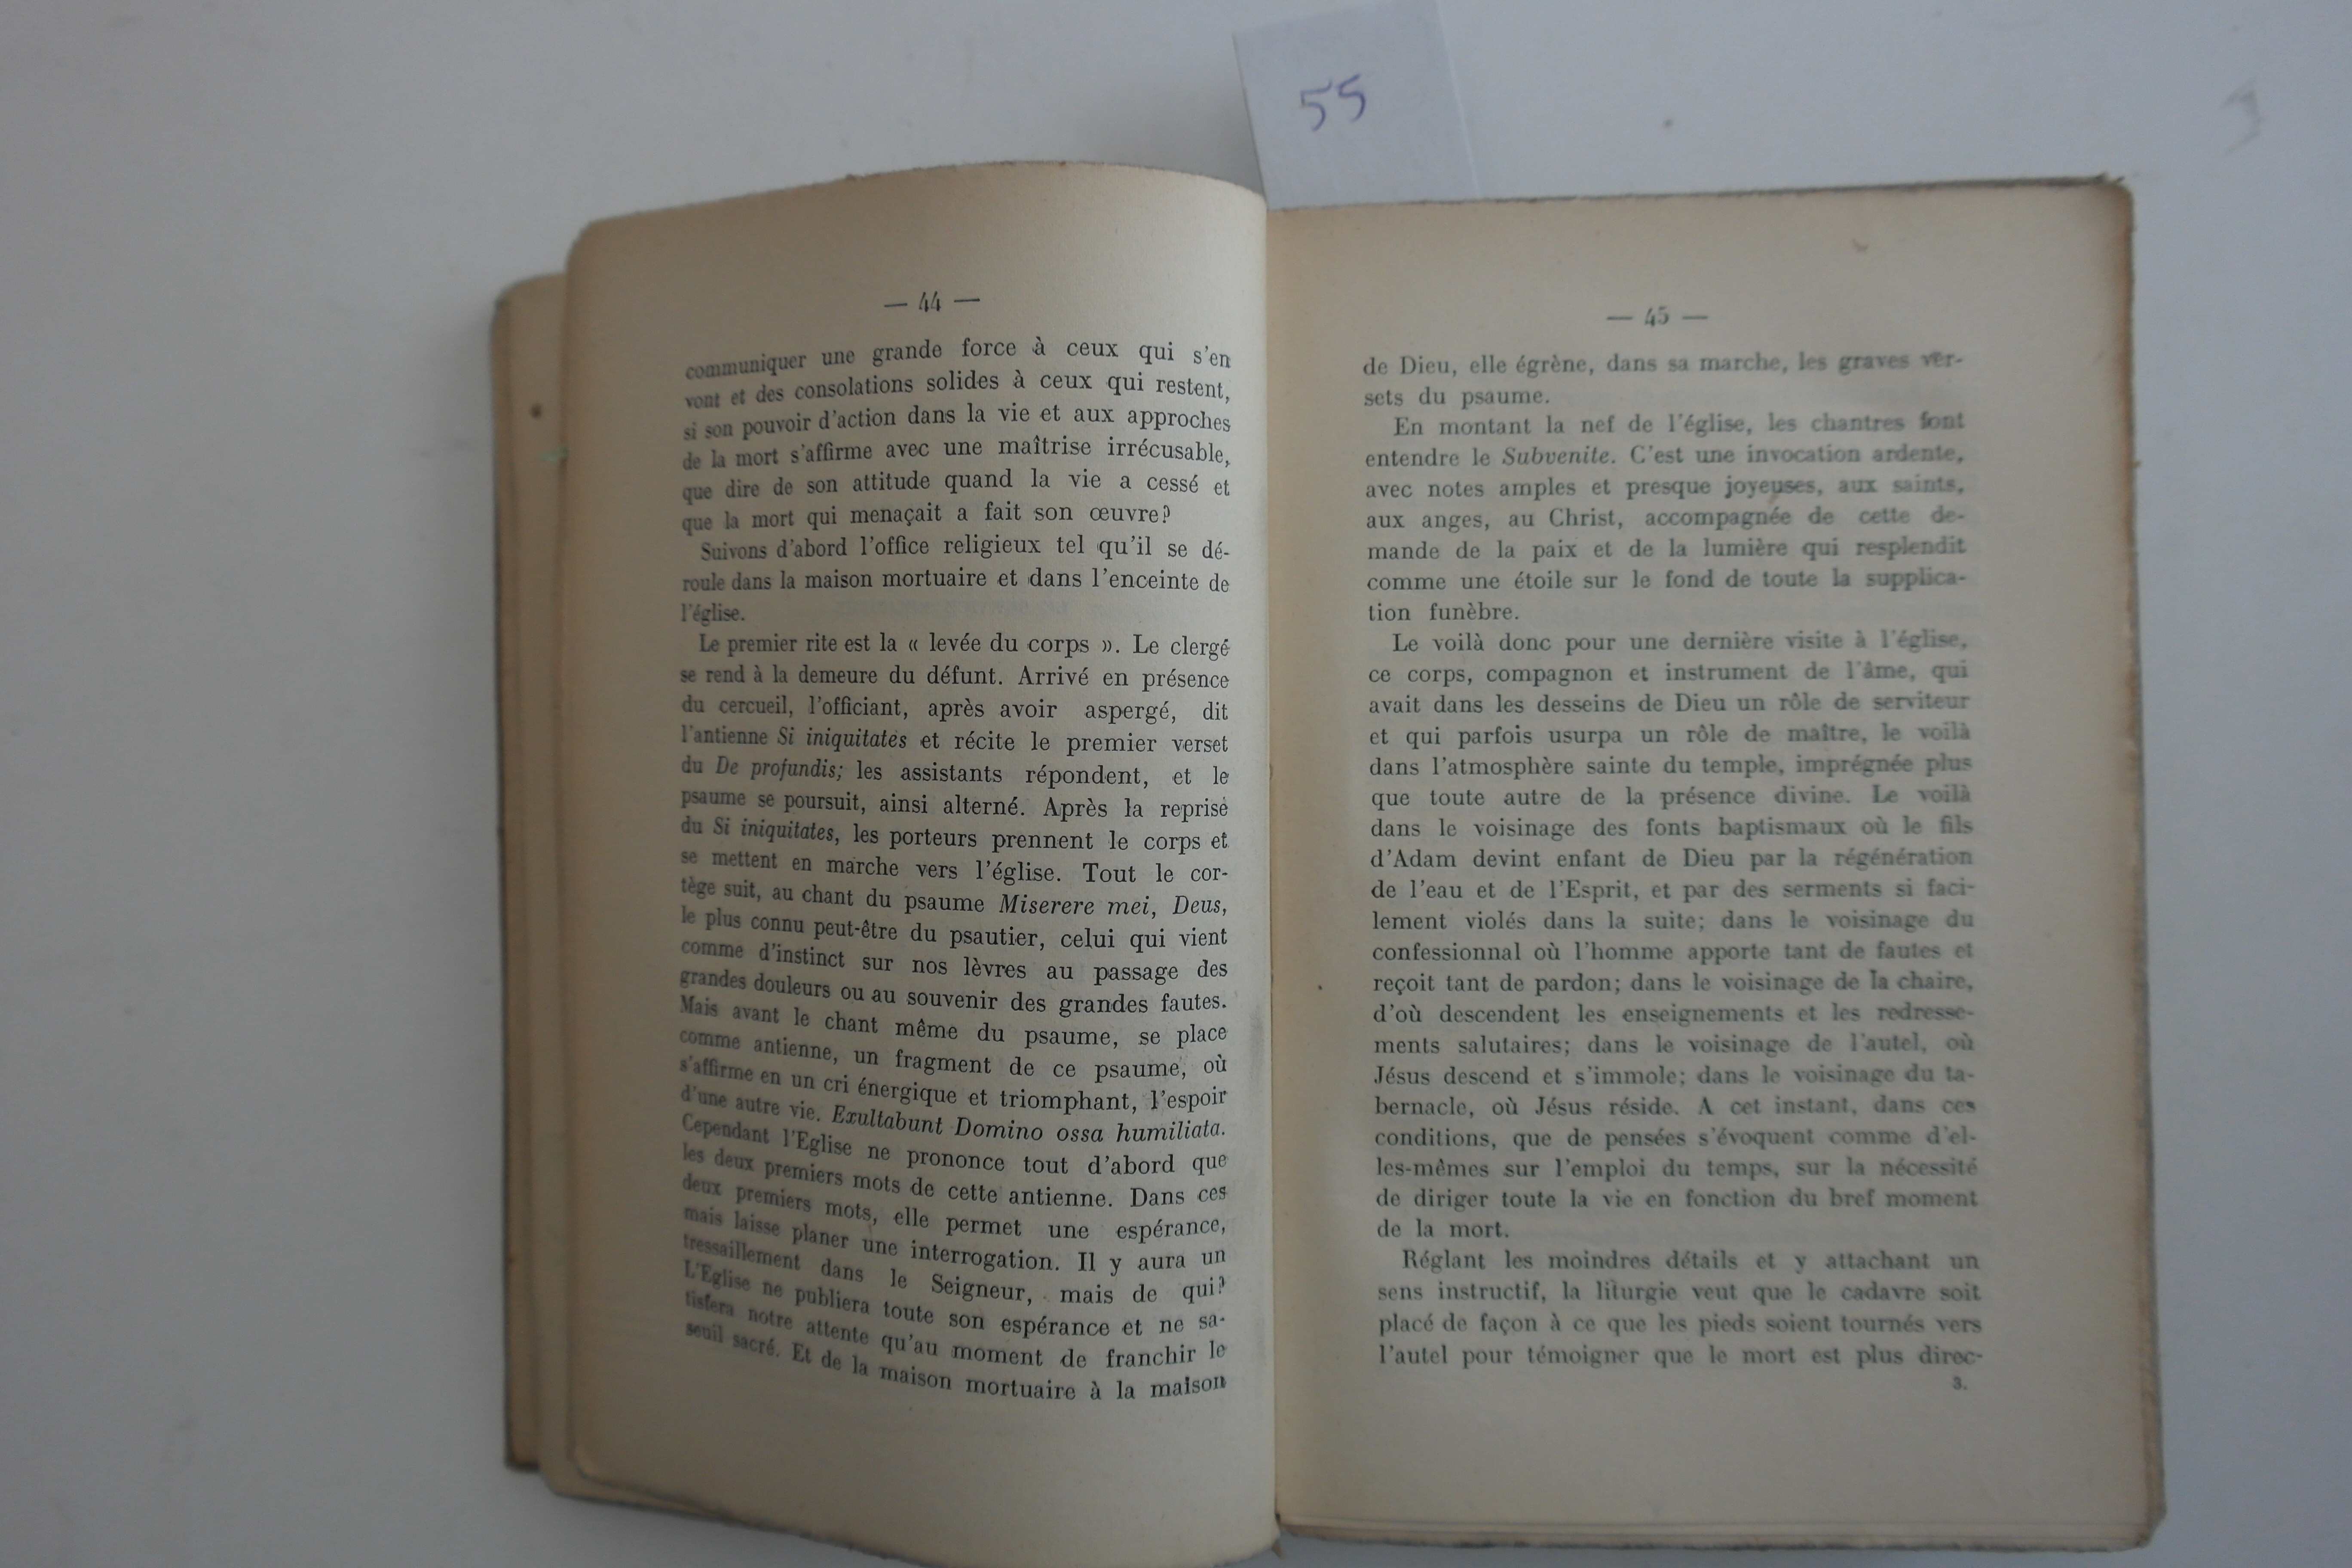 55
— 44 —
communiquer une grande force à ceux qui s'en
vont et des consolations solides à ceux qui restent,
si son pouvoir d'action dans la vie et aux approches
de la mort s'affirme avec une maîtrise irrécusable,
que dire de son attitude quand la vie a cessé et
que la mort qui menaçait a fait son œuvre?
Suivons d'abord l'office religieux tel qu'il se dé-
roule dans la maison mortuaire et dans l'enceinte de
l'église.
Le premier rite est la « levée du corps ». Le clergé
se rend à la demeure du défunt. Arrivé en présence
du cercueil, l'officiant, après avoir aspergé, dit
l'antienne Si iniquitates et récite le premier verset
du De profundis; les assistants répondent, et le
psaume se poursuit, ainsi alterné. Après la reprise
du Si iniquitates, les porteurs prennent le corps et
se mettent en marche vers l'église. Tout le cor-
tège suit, au chant du psaume Miserere mei, Deus,
le plus connu peut-être du psautier, celui qui vient
comme d'instinct sur nos lèvres au passage des
grandes douleurs ou au souvenir des grandes fautes.
Mais avant le chant même du psaume, se place
comme antienne, un fragment de ce psaume, où
s'affirme en un cri énergique et triomphant, l'espoir
d'une autre vie. Exultabunt Domino ossa humiliata.
Cependant l'Eglise ne prononce tout d'abord que
les deux premiers mots de cette antienne. Dans ces
deux premiers mots, elle permet une espérance,
mais laisse planer une interrogation. Il y aura un
tressaillement dans le Seigneur, mais de qui?
L'Eglise ne publiera toute son espérance et ne sa-
tisfera notre attente qu'au moment de franchir le
seuil sacré. Et de la maison mortuaire à la maison
— 45 —
de Dieu, elle égrène, dans sa marche, les graves ver-
sets du psaume.
En montant la nef de l'église, les chantres font
entendre le Subvenite. C'est une invocation ardente,
avec notes amples et presque joyeuses, aux saints,
aux anges, au Christ, accompagnée de cette de-
mande de la paix et de la lumière qui resplendit
comme une étoile sur le fond de toute la supplica-
tion funèbre.
Le voilà donc pour une dernière visite à l'église,
ce corps, compagnon et instrument de l'âme, qui
avait dans les desseins de Dieu un rôle de serviteur
et qui parfois usurpa un rôle de maître, le voilà
dans l'atmosphère sainte du temple, imprégnée plus
que toute autre de la présence divine. Le voilà
dans le voisinage des fonts baptismaux où le fils
d'Adam devint enfant de Dieu par la régénération
de l'eau et de l'Esprit, et par des serments si faci-
lement violés dans la suite; dans le voisinage du
confessionnal où l'homme apporte tant de fautes et
reçoit tant de pardon; dans le voisinage de la chaire,
d'où descendent les enseignements et les redresse-
ments salutaires; dans le voisinage de l'autel, où
Jésus descend et s'immole; dans le voisinage du ta-
bernacle, où Jésus réside. A cet instant, dans ces
conditions, que de pensées s'évoquent comme d'el-
les-mêmes sur l'emploi du temps, sur la nécessité
de diriger toute la vie en fonction du bref moment
de la mort.
Réglant les moindres détails et y attachant un
sens instructif, la liturgie veut que le cadavre soit
placé de façon à ce que les pieds soient tournés vers
l'autel pour témoigner que le mort est plus direc-
3.